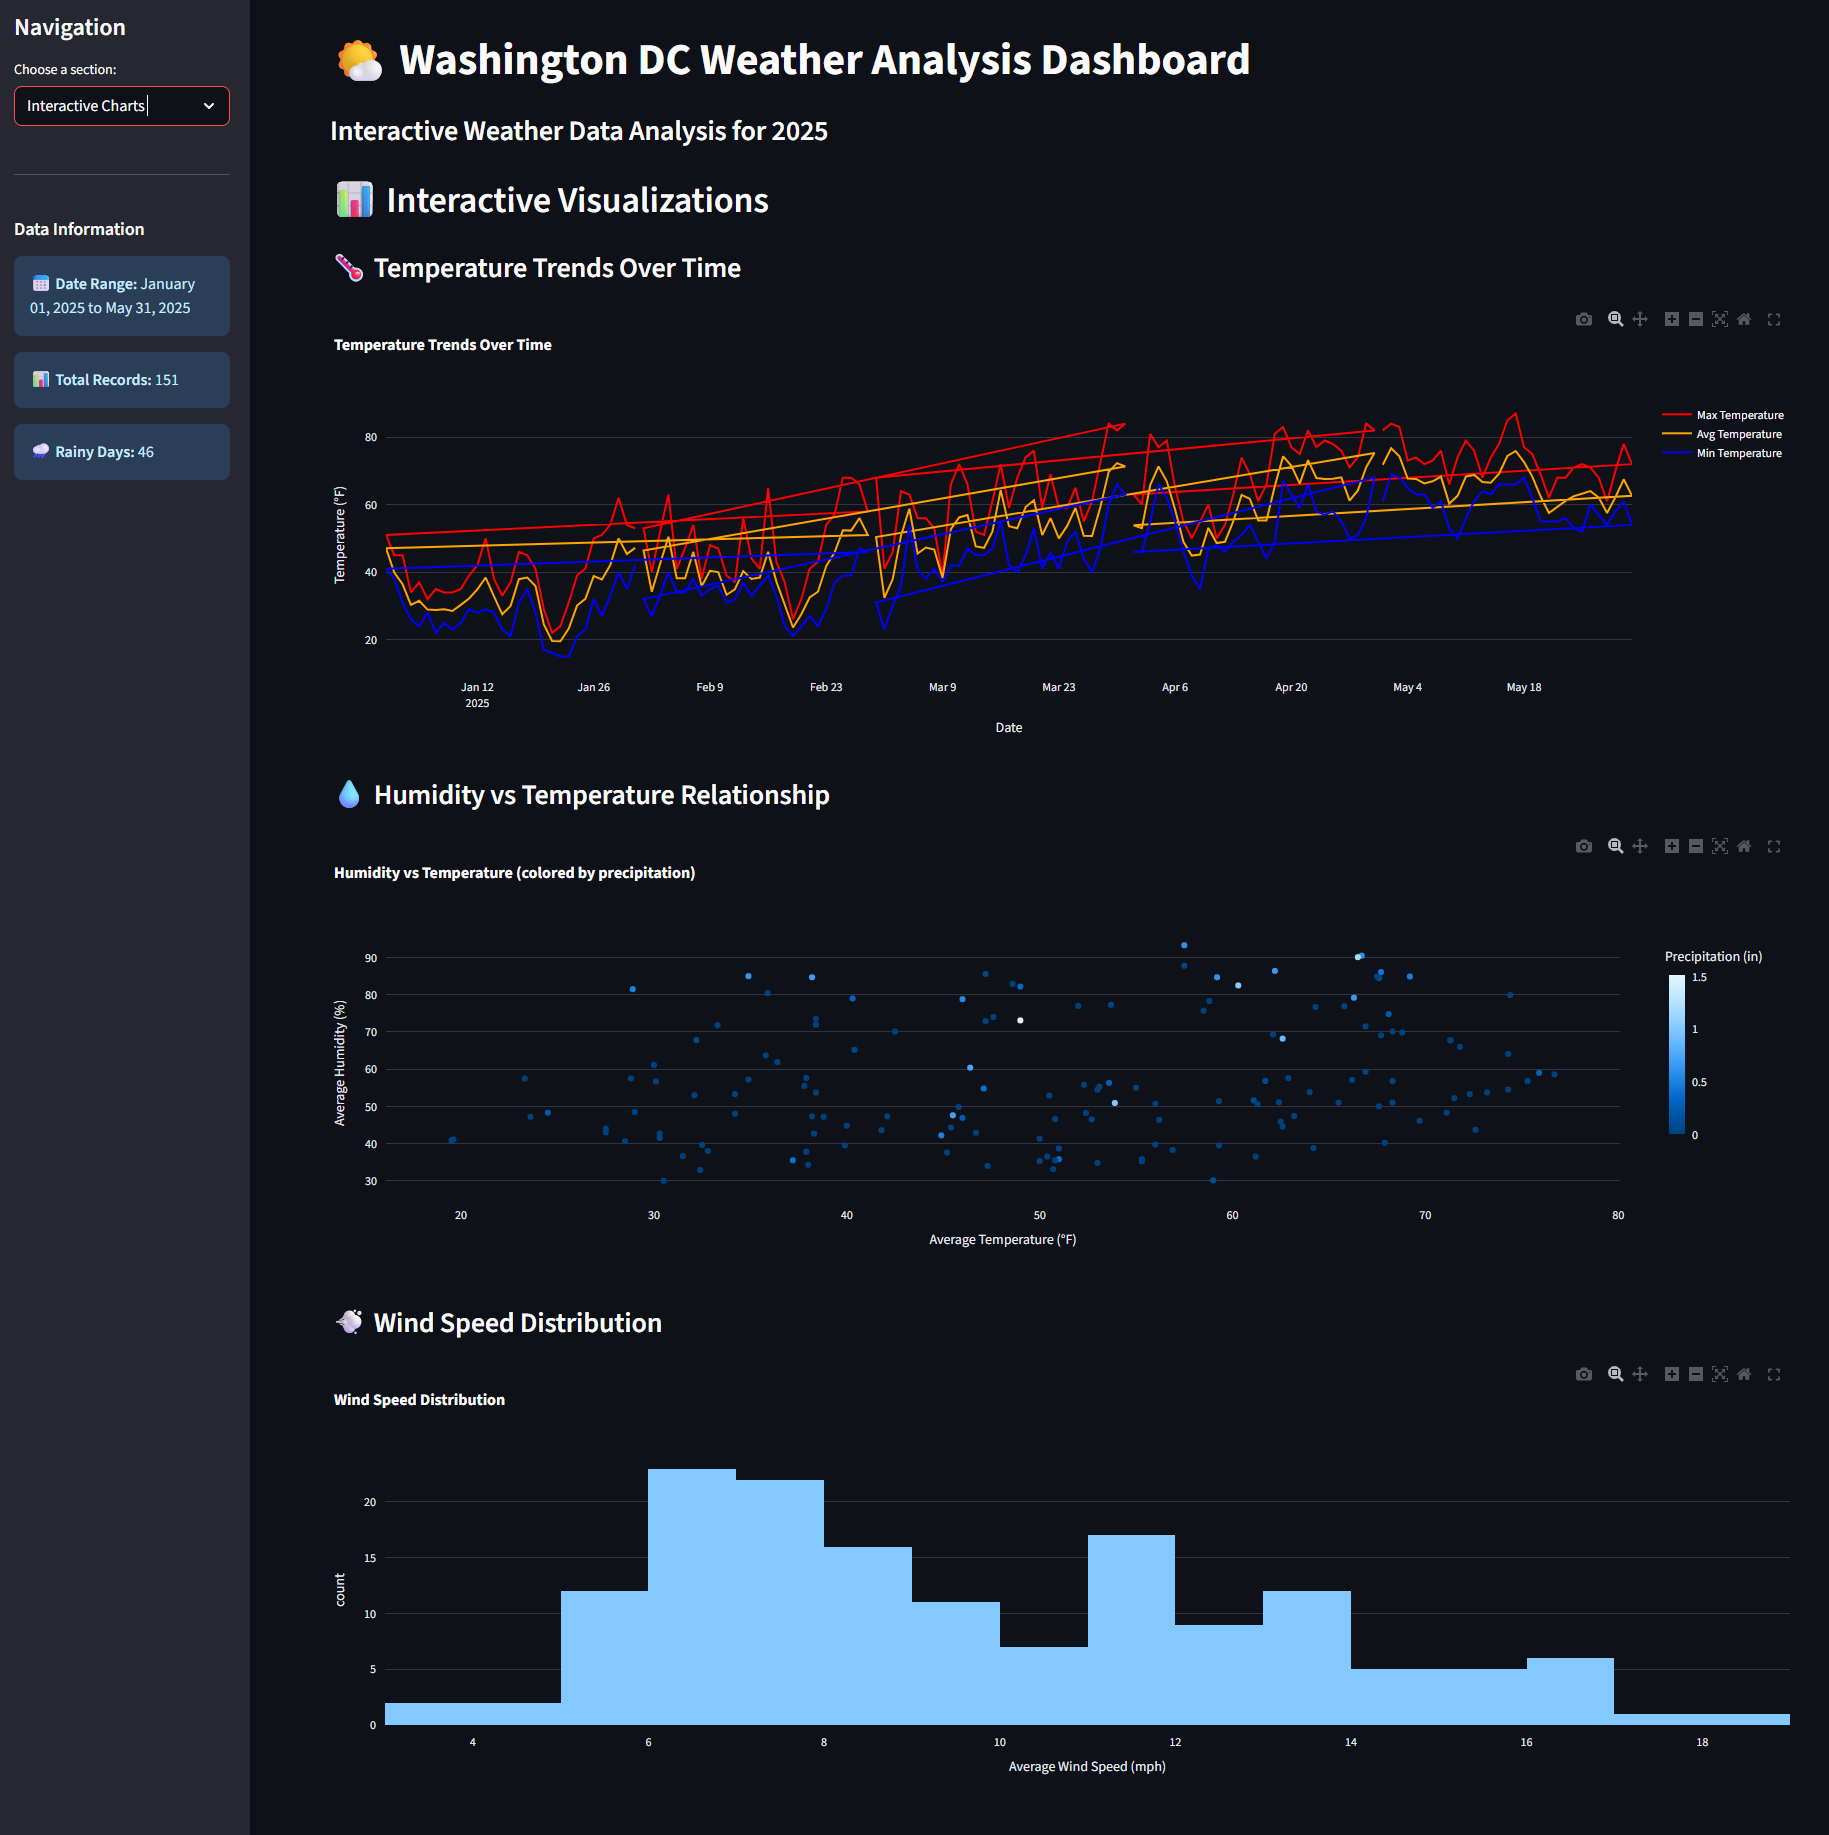 Navigation
Choose a section:
Interactive Charts
Data Information
Date Range: January
01, 2025 to May 31, 2025
Total Records: 151
Rainy Days: 46
Washington DC Weather Analysis Dashboard
Interactive Weather Data Analysis for 2025
Interactive Visualizations
Temperature Trends Over Time
Temperature Trends Over Time
Max Temperature
Avg Temperature
Min Temperature
Temperature (°F)
80
60
40
20
Jan 12
2025
Jan 26
Feb 9
Feb 23
Mar 9
Mar 23
Apr 6
Apr 20
May 4
May 18
Date
Humidity vs Temperature Relationship
Humidity vs Temperature (colored by precipitation)
Average Humidity (%)
90
80
70
60
50
40
30
20
30
40
50
60
70
80
Average Temperature (°F)
Precipitation (in)
1.5
1
0.5
0
Wind Speed Distribution
Wind Speed Distribution
count
20
15
10
5
0
4
6
8
10
12
14
16
18
Average Wind Speed (mph)